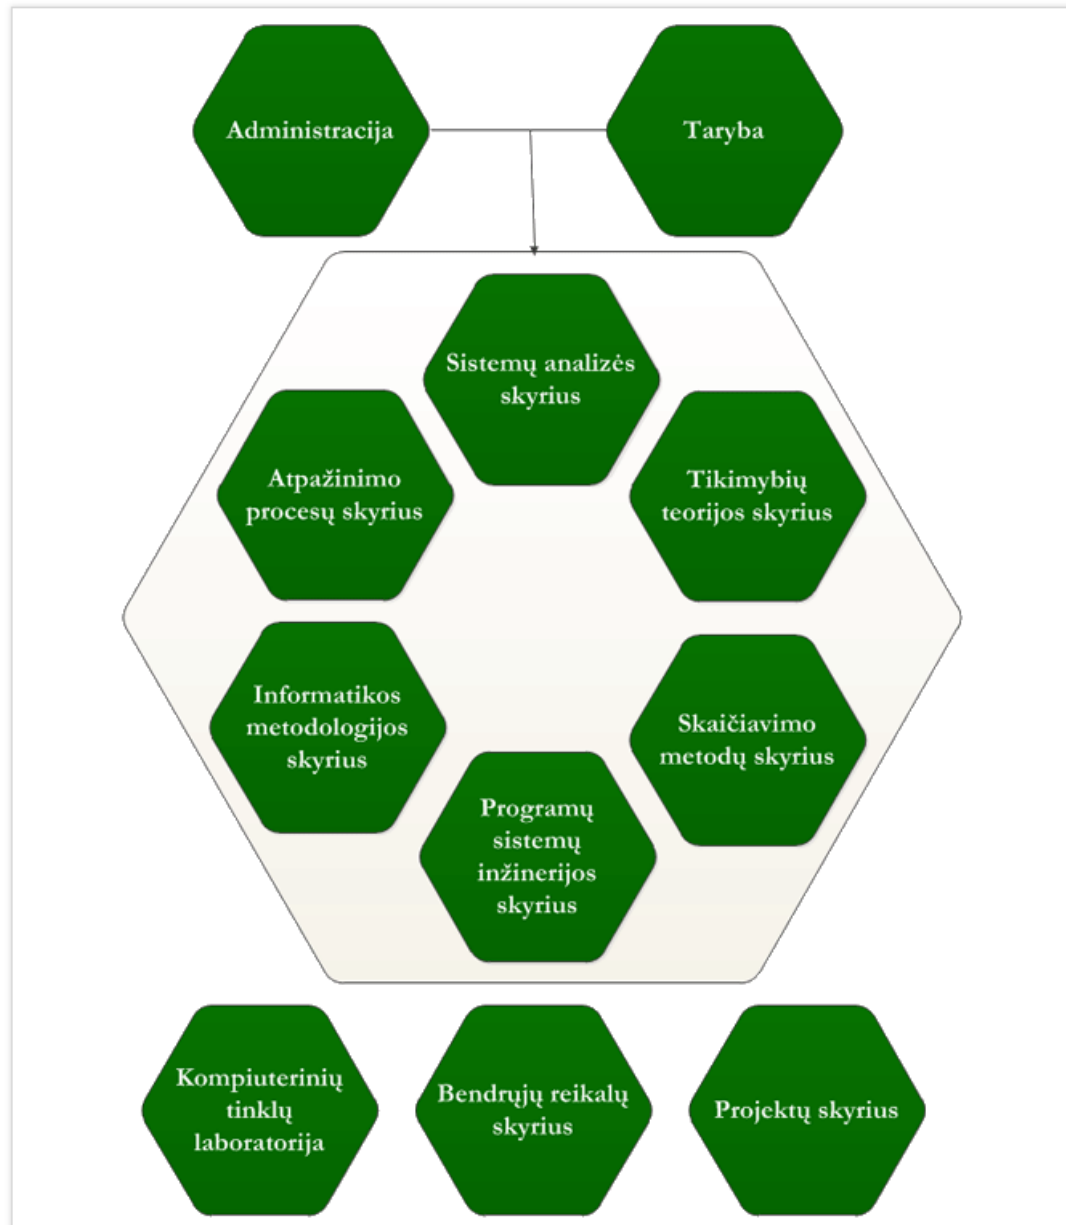 Administracija
Taryba
Sistemų analizės
skyrius
Atpažinimo
procesų skyrius
Tikimybių
teorijos skyrius
Informatikos
metodologijos
skyrius
Skaičiavimo
metodų skyrius
Programų
sistemų
inžinerijos
skyrius
Kompiuterinių
tinklų
laboratorija
Bendrųjų reikalų
skyrius
Projektų skyrius